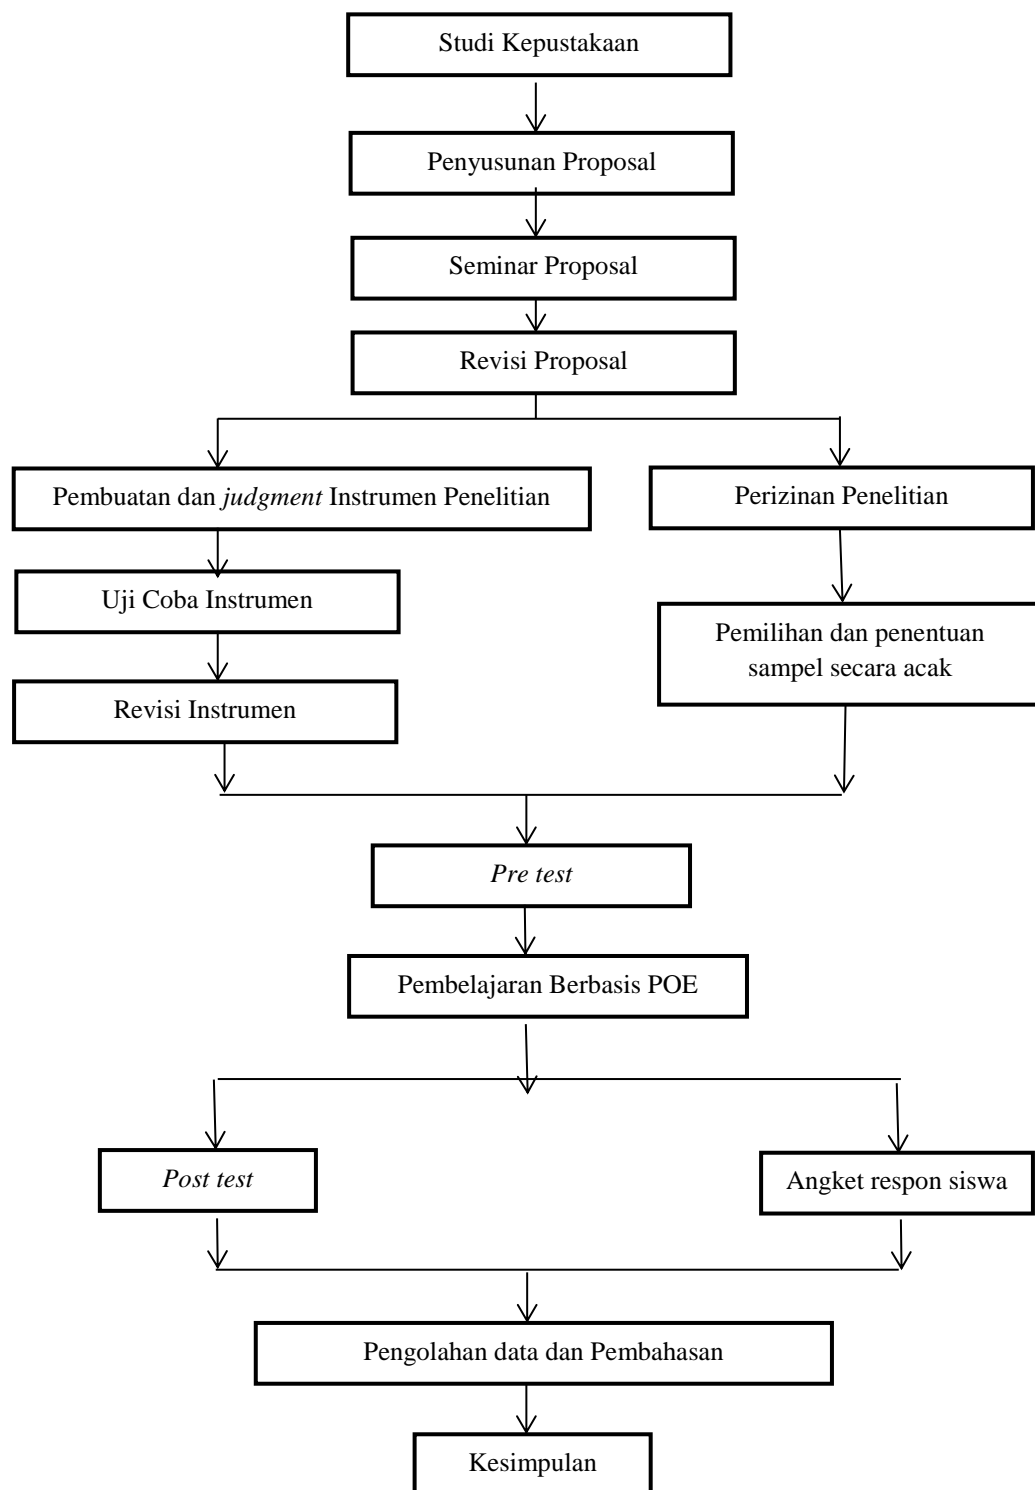 Studi Kepustakaan
Penyusunan Proposal
Seminar Proposal
Revisi Proposal
Pembuatan dan judgment Instrumen Penelitian
Perizinan Penelitian
Uji Coba Instrumen
Pemilihan dan penentuan
sampel secara acak
Revisi Instrumen
Pre test
Pembelajaran Berbasis POE
Post test
Angket respon siswa
Pengolahan data dan Pembahasan
Kesimpulan